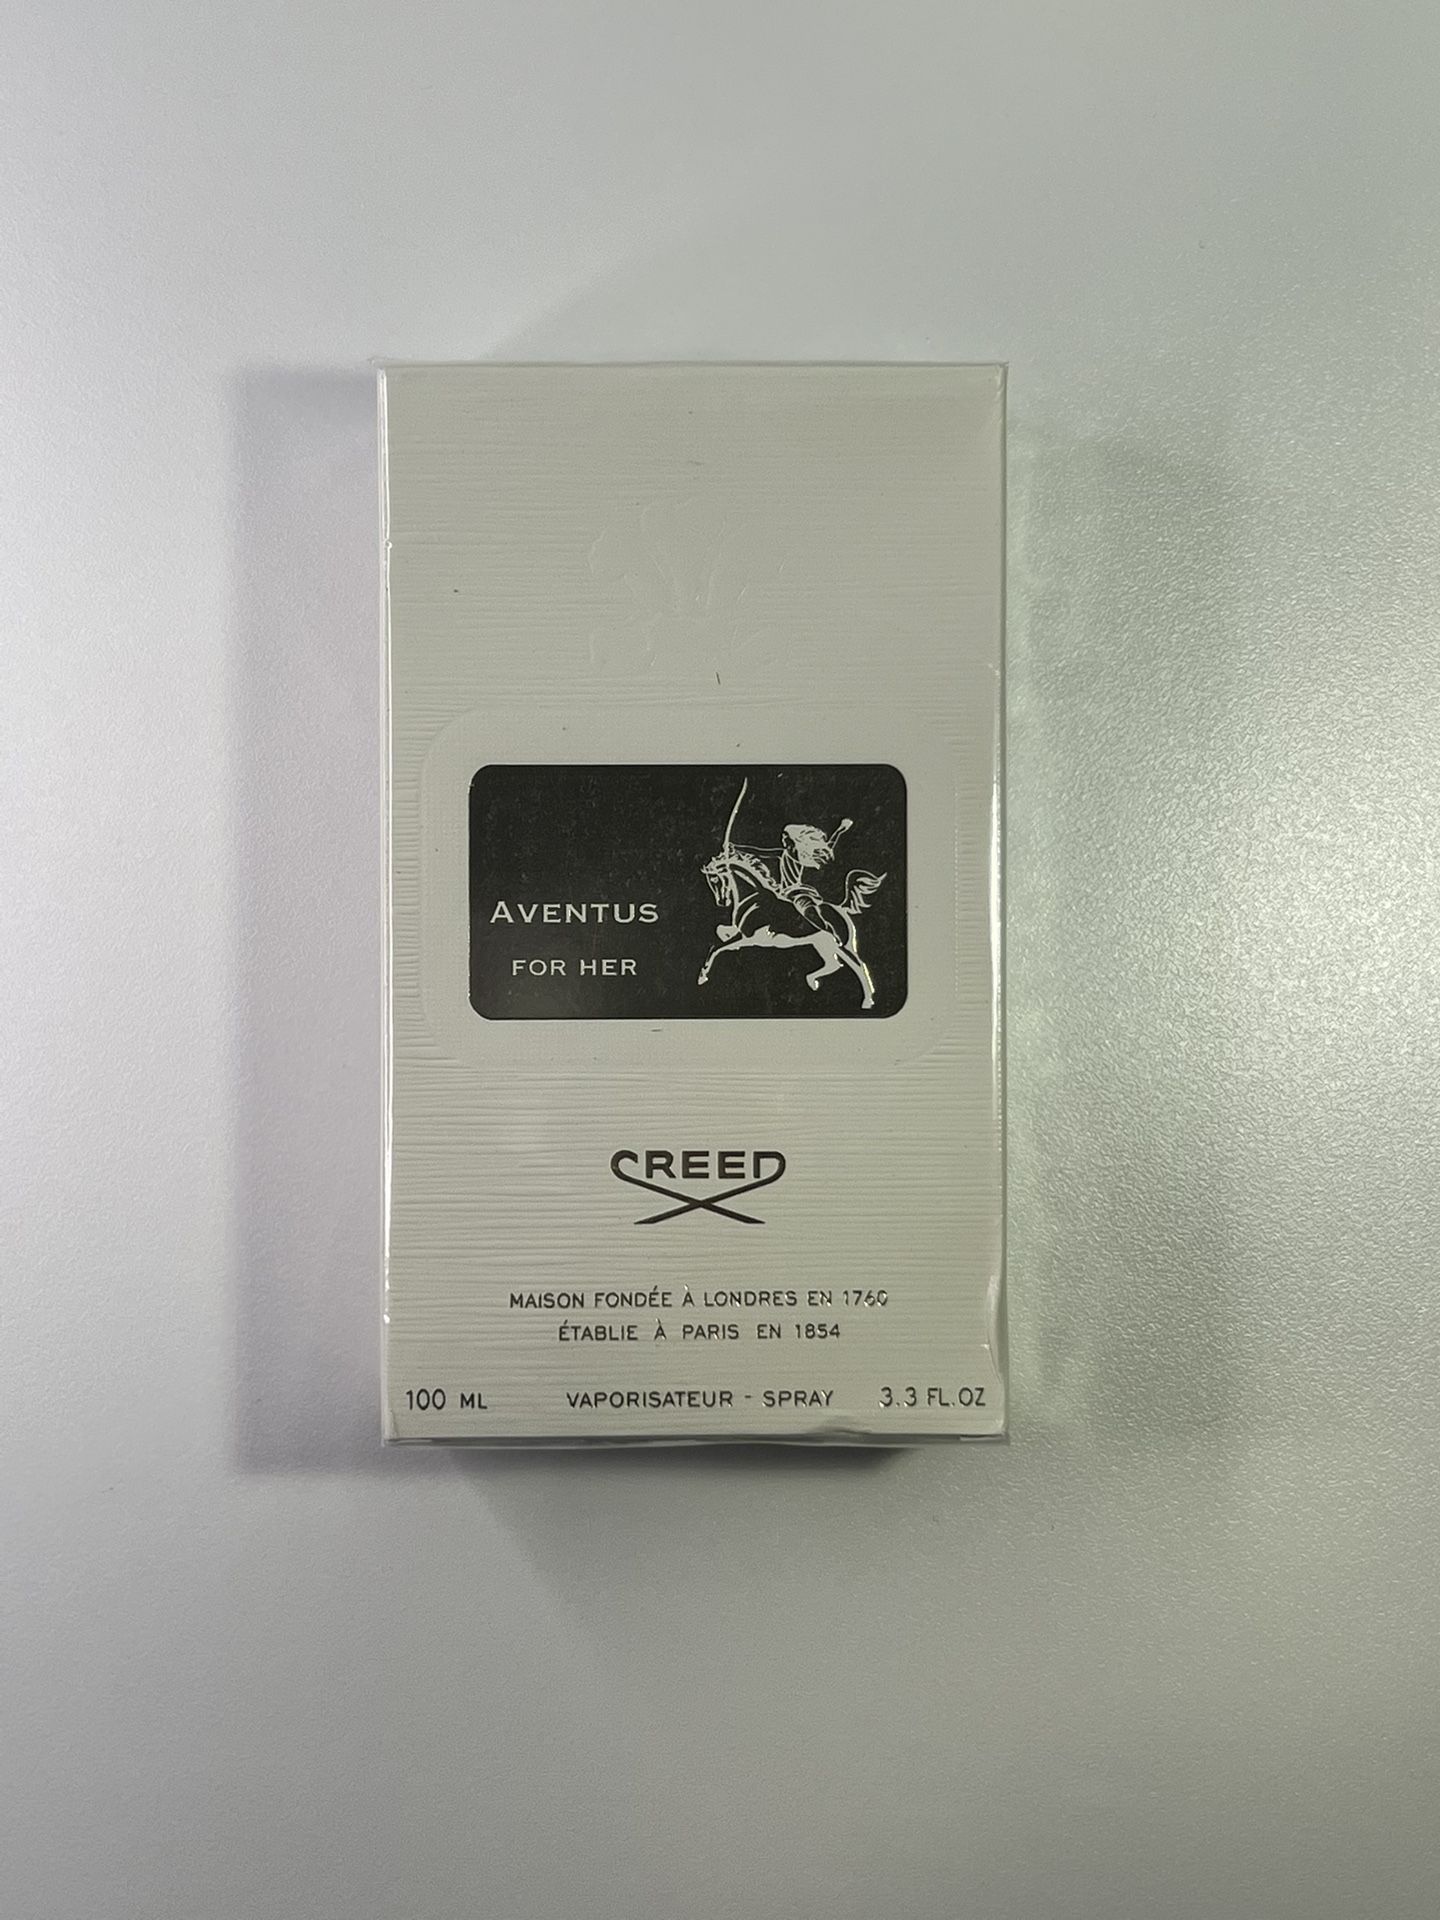 AVENTUS
FOR HER
CREED
MAISON FONDÉE À LONDRES EN 1760
ÉTABLIE À PARIS EN 1854
100 ML VAPORISATEUR - SPRAY 3.3 FL.OZ